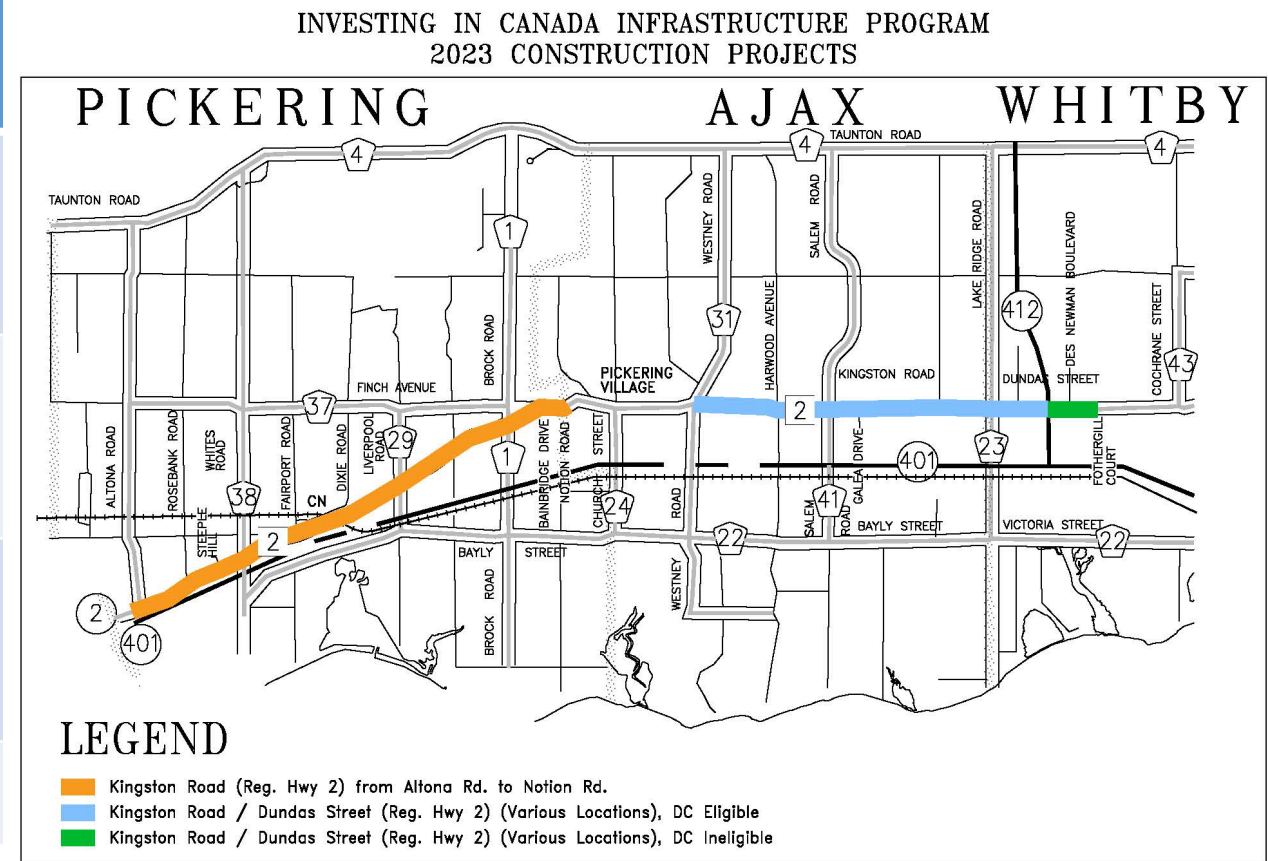 INVESTING IN CANADA INFRASTRUCTURE PROGRAM
2023 CONSTRUCTION PROJECTS
PICKERING
AJAX
WHITBY
TAUNTON ROAD
4
4
TAUNTON ROAD
4
1
WESTNEY ROAD
SALEM ROAD
LAKE RIDGE ROAD
DES NEWMAN BOULEVARD
412
31
HARWOOD AVENUE
COCHRANE STREET
43
BROCK ROAD
FINCH AVENUE
37
PICKERING
VILLAGE
KINGSTON ROAD
DUNDAS STREET
2
ALTONA ROAD
ROSEBANK ROAD
WHITES
ROAD
FAIRPORT ROAD
DIXIE ROAD
LIVERPOOL
ROAD
29
1
BAINBRIDGE DRIVE
NOTION ROAD
CHURCH STREET
401
23
GALEA DRIVE
FOTHERGILL
COURT
38
CN
24
ROAD
41
SALEM
ROAD
STEEPLE
HILL
2
BAYLY STREET
22
BAYLY STREET
VICTORIA STREET
22
BROCK ROAD
WESTNEY
2
401
LEGEND
Kingston Road (Reg. Hwy 2) from Altona Rd. to Notion Rd.
Kingston Road / Dundas Street (Reg. Hwy 2) (Various Locations), DC Eligible
Kingston Road / Dundas Street (Reg. Hwy 2) (Various Locations), DC Ineligible